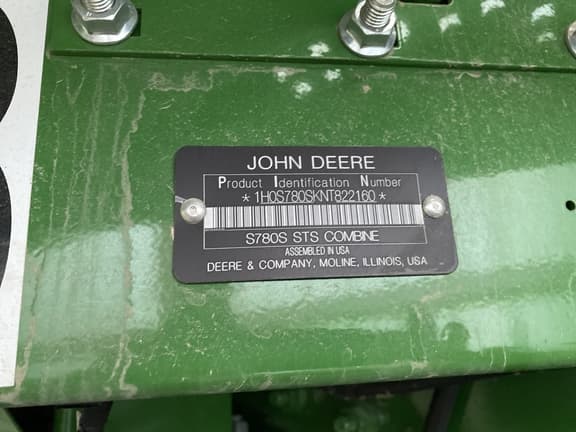 JOHN DEERE
Product Identification Number
*1H0S780SKNT822160*
S780S STS COMBINE
ASSEMBLED IN USA
DEERE & COMPANY, MOLINE, ILLINOIS, USA